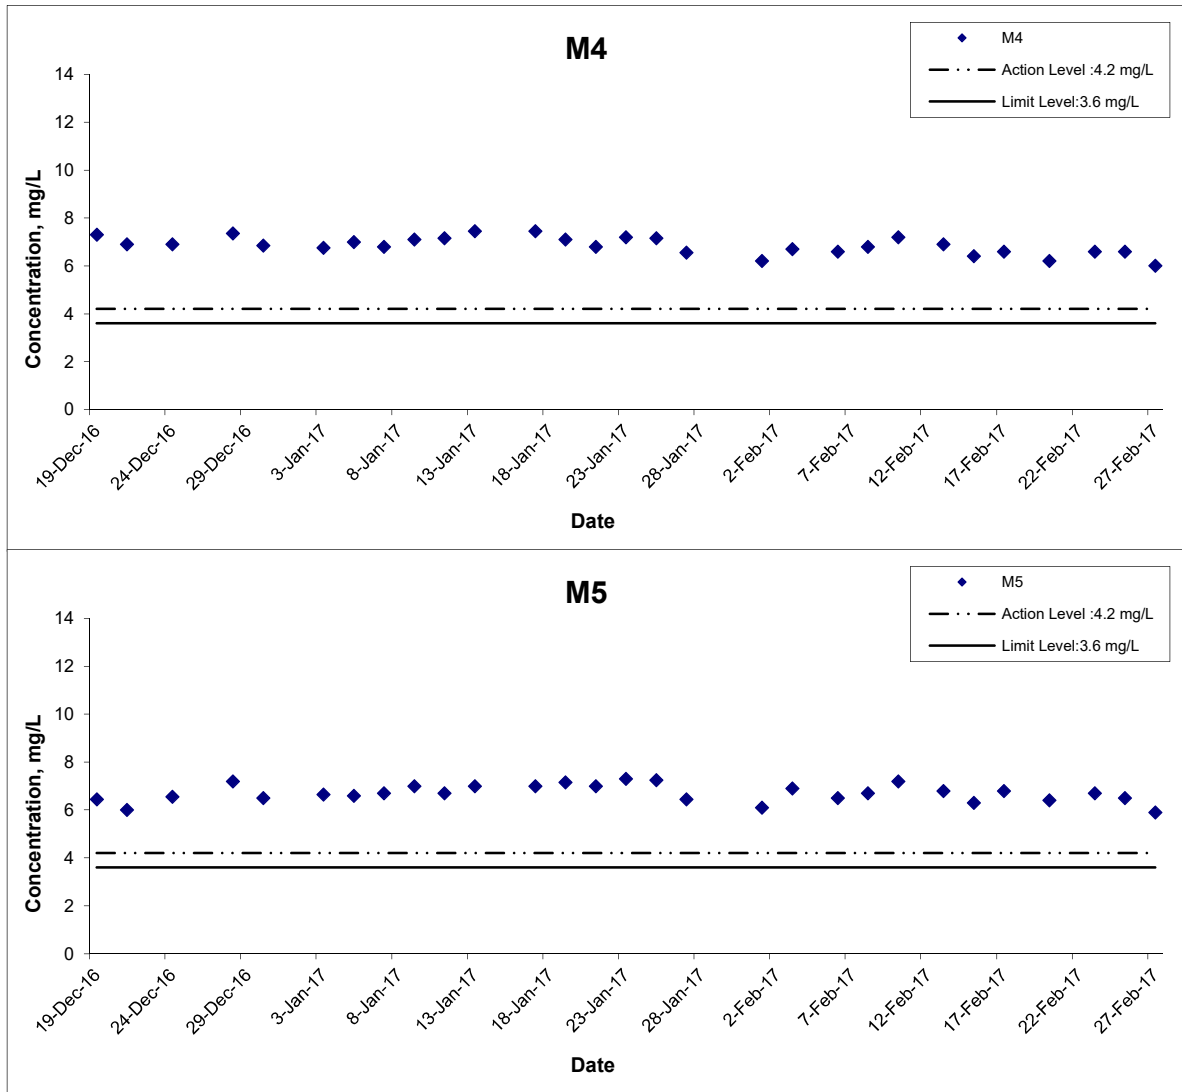 M4
M4
Action Level :4.2 mg/L
Limit Level:3.6 mg/L
Concentration, mg/L
14
12
10
8
6
4
2
0
19-Dec-16
24-Dec-16
29-Dec-16
3-Jan-17
8-Jan-17
13-Jan-17
18-Jan-17
23-Jan-17
28-Jan-17
2-Feb-17
7-Feb-17
12-Feb-17
17-Feb-17
22-Feb-17
27-Feb-17
Date
M5
M5
Action Level :4.2 mg/L
Limit Level:3.6 mg/L
Concentration, mg/L
14
12
10
8
6
4
2
0
19-Dec-16
24-Dec-16
29-Dec-16
3-Jan-17
8-Jan-17
13-Jan-17
18-Jan-17
23-Jan-17
28-Jan-17
2-Feb-17
7-Feb-17
12-Feb-17
17-Feb-17
22-Feb-17
27-Feb-17
Date